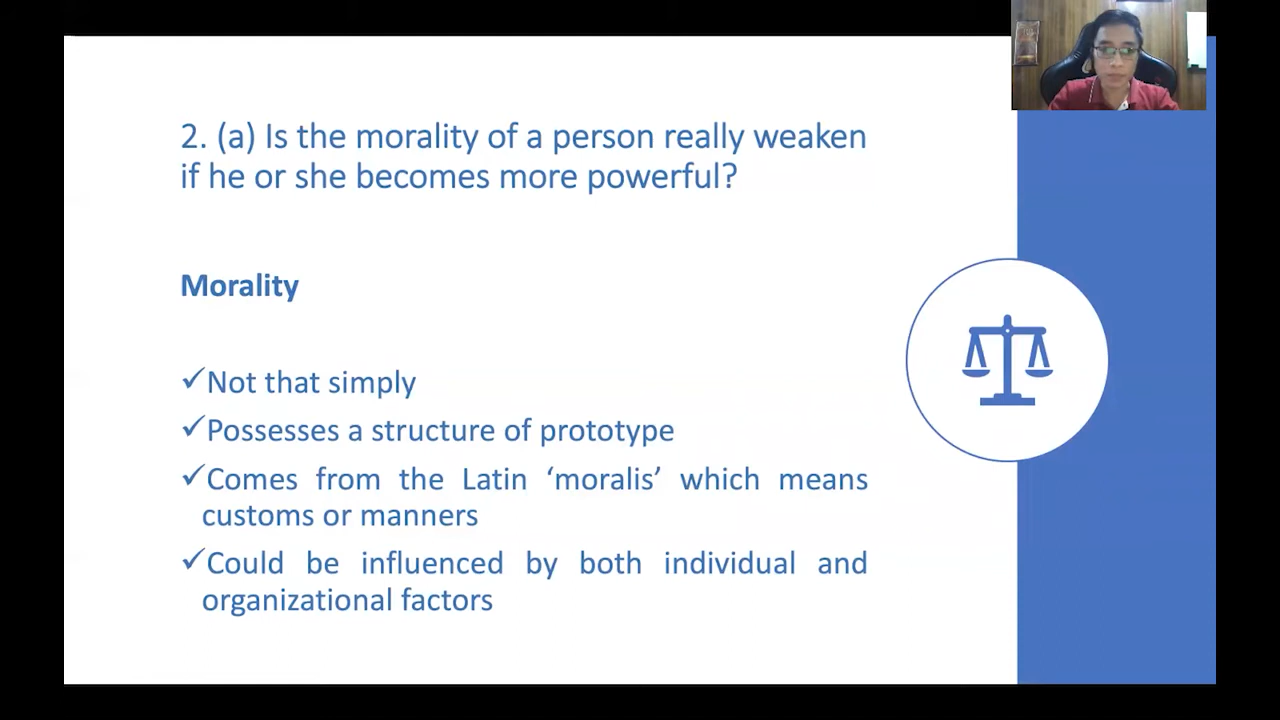 2. (a) Is the morality of a person really weaken
if he or she becomes more powerful?
Morality
✓Not that simply
✓Possesses a structure of prototype
✓Comes from the Latin ‘moralis’ which means
customs or manners
✓Could be influenced by both individual and
organizational factors